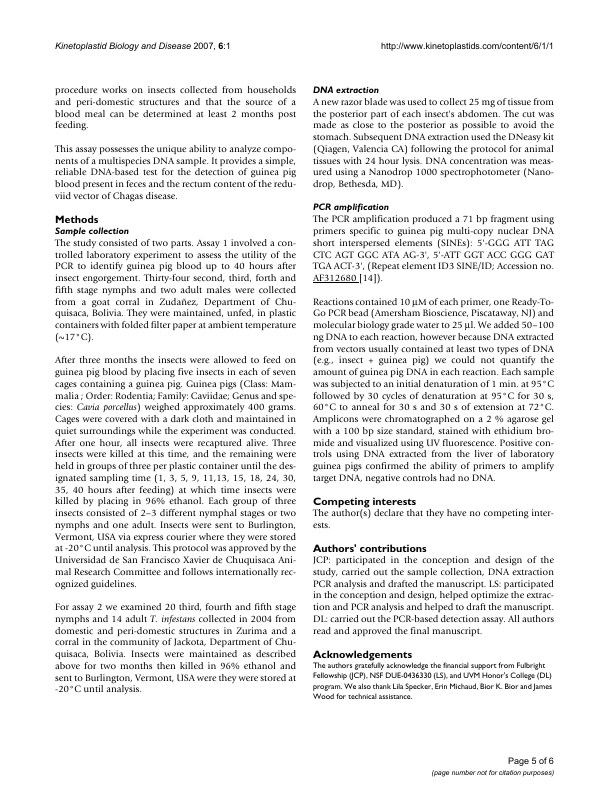 Kinetoplastid Biology and Disease 2007, 6:1
http://www.kinetoplastids.com/content/6/1/1
procedure works on insects collected from households
and peri-domestic structures and that the source of a
blood meal can be determined at least 2 months post
feeding.
This assay possesses the unique ability to analyze compo-
nents of a multispecies DNA sample. It provides a simple,
reliable DNA-based test for the detection of guinea pig
blood present in feces and the rectum content of the redu-
viid vector of Chagas disease.
Methods
Sample collection
The study consisted of two parts. Assay 1 involved a con-
trolled laboratory experiment to assess the utility of the
PCR to identify guinea pig blood up to 40 hours after
insect engorgement. Thirty-four second, third, forth and
fifth stage nymphs and two adult males were collected
from a goat corral in Zudañez, Department of Chu-
quisaca, Bolivia. They were maintained, unfed, in plastic
containers with folded filter paper at ambient temperature
(~17°C).
After three months the insects were allowed to feed on
guinea pig blood by placing five insects in each of seven
cages containing a guinea pig. Guinea pigs (Class: Mam-
malia ; Order: Rodentia; Family: Caviidae; Genus and spe-
cies: Cavia porcellus) weighed approximately 400 grams.
Cages were covered with a dark cloth and maintained in
quiet surroundings while the experiment was conducted.
After one hour, all insects were recaptured alive. Three
insects were killed at this time, and the remaining were
held in groups of three per plastic container until the des-
ignated sampling time (1, 3, 5, 9, 11,13, 15, 18, 24, 30,
35, 40 hours after feeding) at which time insects were
killed by placing in 96% ethanol. Each group of three
insects consisted of 2–3 different nymphal stages or two
nymphs and one adult. Insects were sent to Burlington,
Vermont, USA via express courier where they were stored
at -20°C until analysis. This protocol was approved by the
Universidad de San Francisco Xavier de Chuquisaca Ani-
mal Research Committee and follows internationally rec-
ognized guidelines.
For assay 2 we examined 20 third, fourth and fifth stage
nymphs and 14 adult T. infestans collected in 2004 from
domestic and peri-domestic structures in Zurima and a
corral in the community of Jackota, Department of Chu-
quisaca, Bolivia. Insects were maintained as described
above for two months then killed in 96% ethanol and
sent to Burlington, Vermont, USA were they were stored at
-20°C until analysis.
DNA extraction
A new razor blade was used to collect 25 mg of tissue from
the posterior part of each insect's abdomen. The cut was
made as close to the posterior as possible to avoid the
stomach. Subsequent DNA extraction used the DNeasy kit
(Qiagen, Valencia CA) following the protocol for animal
tissues with 24 hour lysis. DNA concentration was meas-
ured using a Nanodrop 1000 spectrophotometer (Nano-
drop, Bethesda, MD).
PCR amplification
The PCR amplification produced a 71 bp fragment using
primers specific to guinea pig multi-copy nuclear DNA
short interspersed elements (SINEs): 5'-GGG ATT TAG
CTC AGT GGC ATA AG-3', 5'-ATT GGT ACC GGG GAT
TGA ACT-3', (Repeat element ID3 SINE/ID; Accession no.
AF312680 [14]).
Reactions contained 10 μM of each primer, one Ready-To-
Go PCR bead (Amersham Bioscience, Piscataway, NJ) and
molecular biology grade water to 25 μl. We added 50–100
ng DNA to each reaction, however because DNA extracted
from vectors usually contained at least two types of DNA
(e.g., insect + guinea pig) we could not quantify the
amount of guinea pig DNA in each reaction. Each sample
was subjected to an initial denaturation of 1 min. at 95°C
followed by 30 cycles of denaturation at 95°C for 30 s,
60°C to anneal for 30 s and 30 s of extension at 72°C.
Amplicons were chromatographed on a 2 % agarose gel
with a 100 bp size standard, stained with ethidium bro-
mide and visualized using UV fluorescence. Positive con-
trols using DNA extracted from the liver of laboratory
guinea pigs confirmed the ability of primers to amplify
target DNA, negative controls had no DNA.
Competing interests
The author(s) declare that they have no competing inter-
ests.
Authors' contributions
JCP: participated in the conception and design of the
study, carried out the sample collection, DNA extraction
PCR analysis and drafted the manuscript. LS: participated
in the conception and design, helped optimize the extrac-
tion and PCR analysis and helped to draft the manuscript.
DL: carried out the PCR-based detection assay. All authors
read and approved the final manuscript.
Acknowledgements
The authors gratefully acknowledge the financial support from Fulbright
Fellowship (JCP), NSF DUE-0436330 (LS), and UVM Honor's College (DL)
program. We also thank Lila Specker, Erin Michaud, Bior K. Bior and James
Wood for technical assistance.
Page 5 of 6
(page number not for citation purposes)